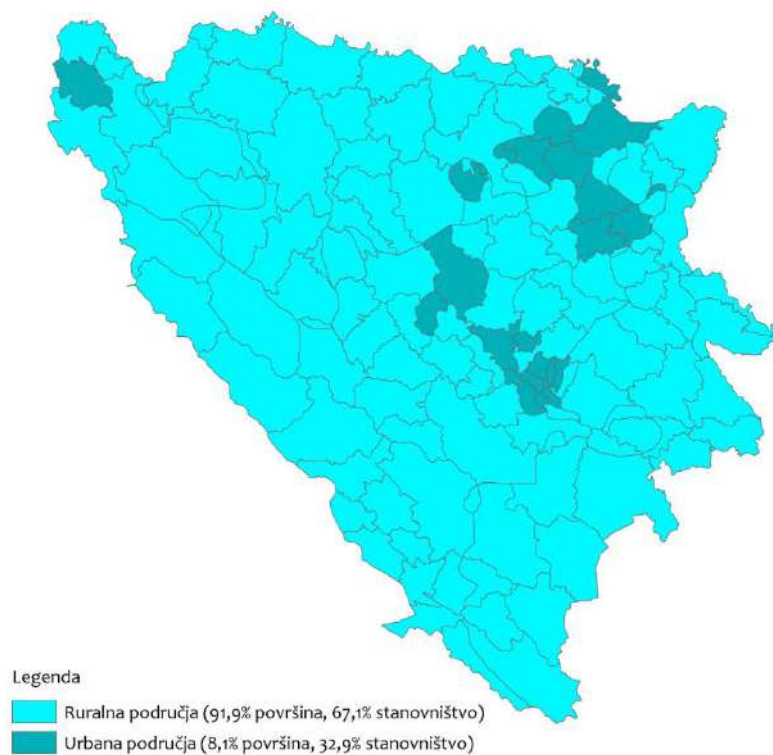 Legenda
Ruralna područja (91,9% površina, 67,1% stanovništvo)
Urbana područja (8,1% površina, 32,9% stanovništvo)